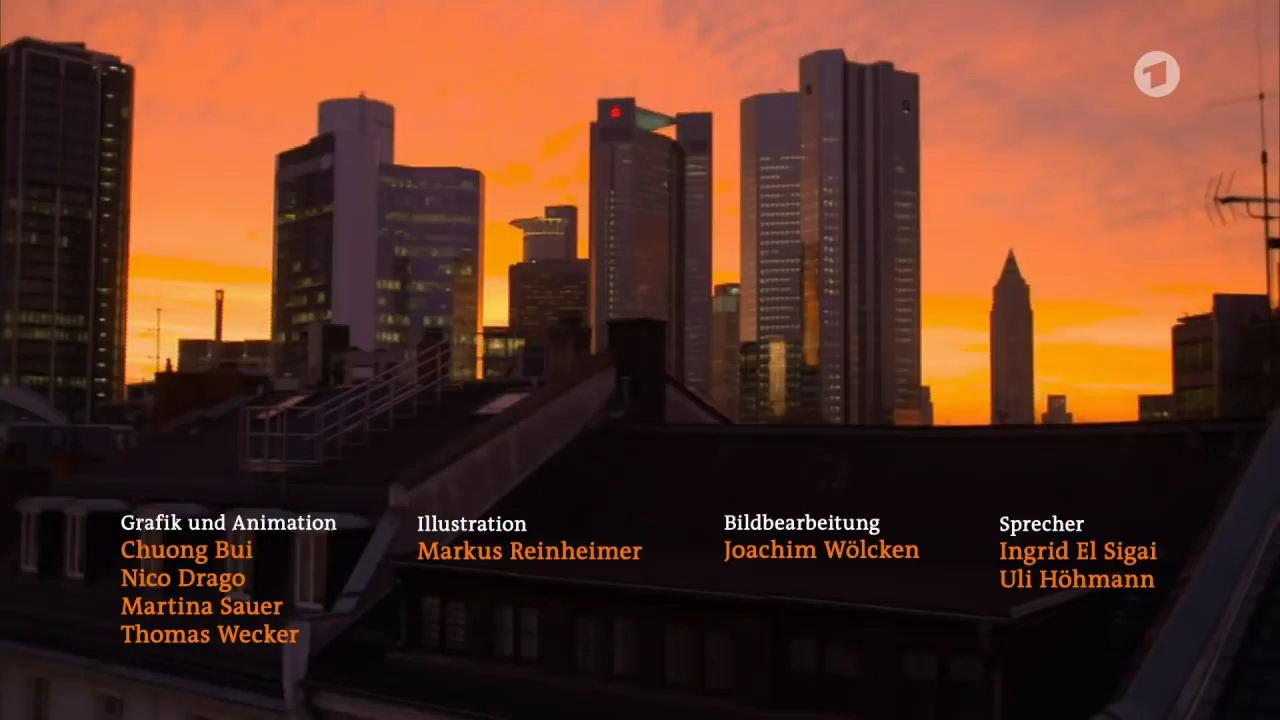 Grafik und Animation
Chuong Bui
Nico Drago
Martina Sauer
Thomas Wecker
Illustration
Markus Reinheimer
Bildbearbeitung
Joachim Wölcken
Sprecher
Ingrid El Sigai
Uli Höhmann